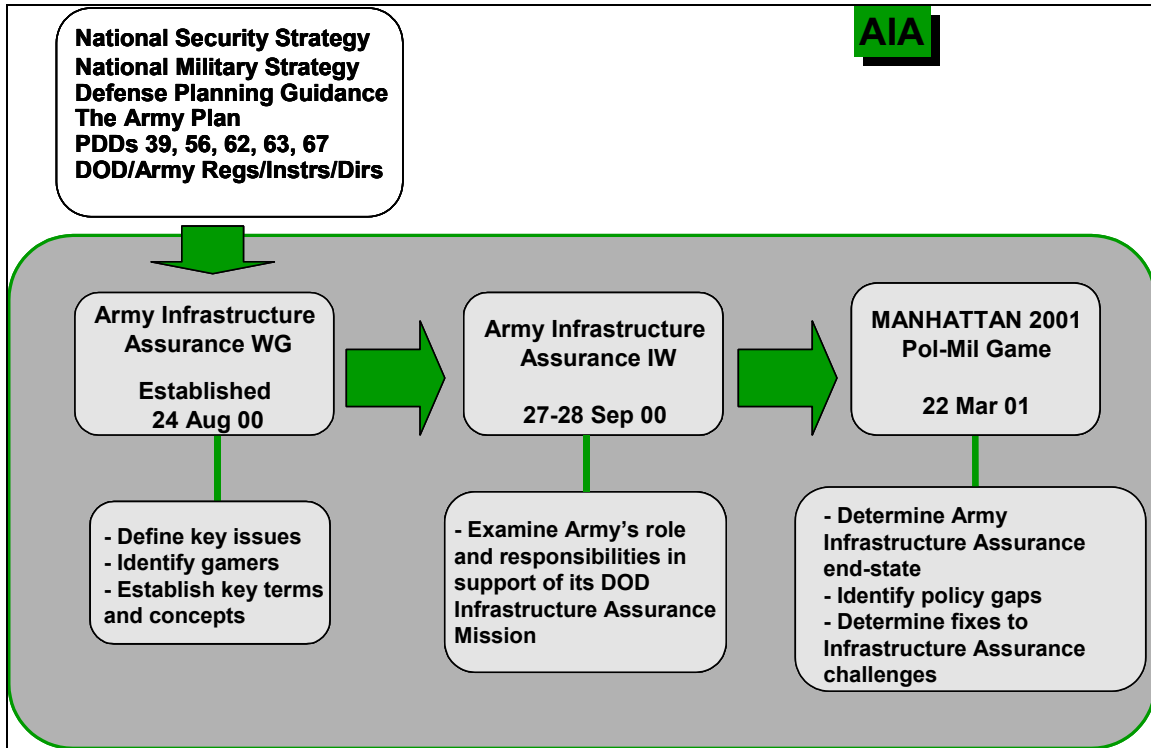 AIA
National Security Strategy
National Military Strategy
Defense Planning Guidance
The Army Plan
PDDs 39, 56, 62, 63, 67
DOD/Army Regs/Instrs/Dirs
Army Infrastructure
Assurance WG
Established
24 Aug 00
Army Infrastructure
Assurance IW
27-28 Sep 00
MANHATTAN 2001
Pol-Mil Game
22 Mar 01
- Define key issues
- Identify gamers
- Establish key terms
and concepts
- Examine Army's role
and responsibilities in
support of its DOD
Infrastructure Assurance
Mission
- Determine Army
Infrastructure Assurance
end-state
- Identify policy gaps
- Determine fixes to
Infrastructure Assurance
challenges